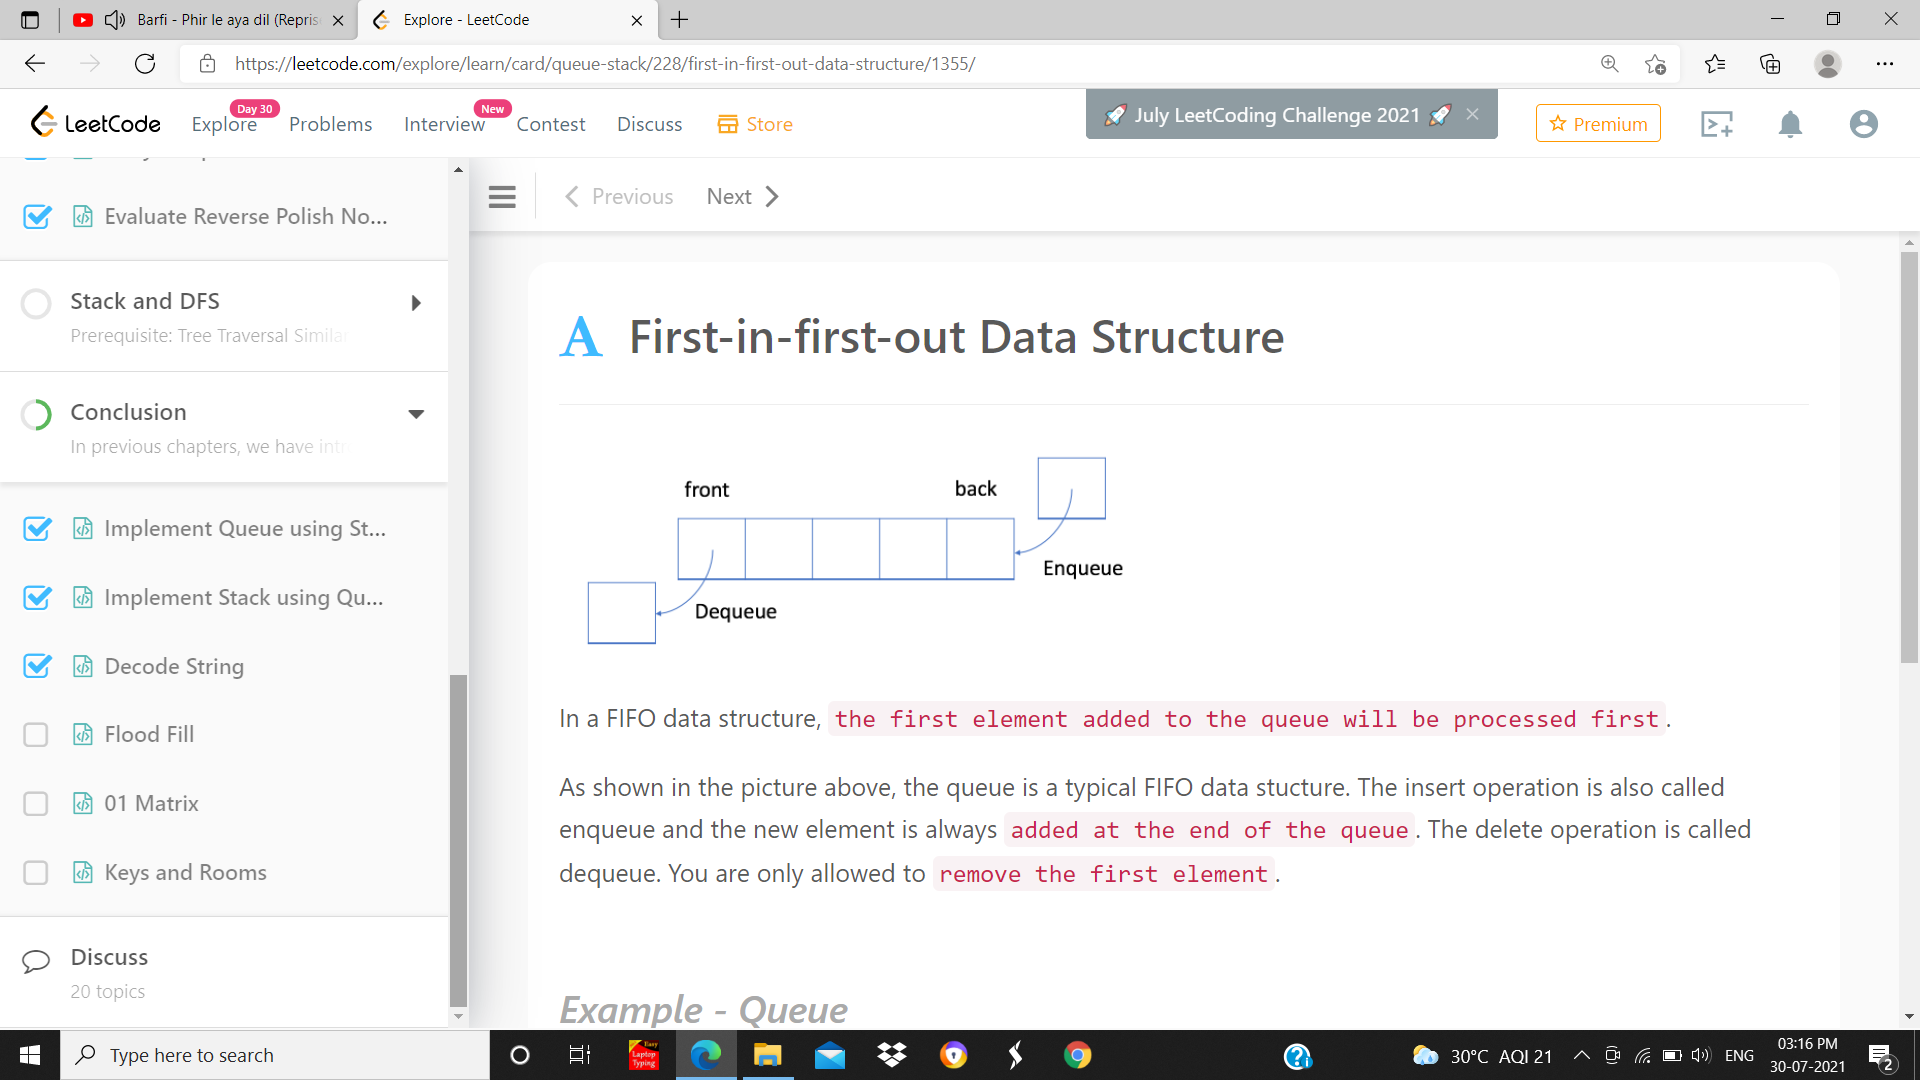 Barfi - Phir le aya dil (Repris
Explore - LeetCode
https://leetcode.com/explore/learn/card/queue-stack/228/first-in-first-out-data-structure/1355/
LeetCode
Explore
Day 30
Problems
Interview
New
Contest
Discuss
Store
July LeetCoding Challenge 2021
Premium
Evaluate Reverse Polish No...
Stack and DFS
Prerequisite: Tree Traversal Similar
Conclusion
In previous chapters, we have intr
Implement Queue using St...
Implement Stack using Qu...
Decode String
Flood Fill
01 Matrix
Keys and Rooms
Discuss
20 topics
Previous
Next
A First-in-first-out Data Structure
front
back
Enqueue
Dequeue
In a FIFO data structure, the first element added to the queue will be processed first.
As shown in the picture above, the queue is a typical FIFO data stucture. The insert operation is also called
enqueue and the new element is always added at the end of the queue. The delete operation is called
dequeue. You are only allowed to remove the first element.
Example - Queue
Type here to search
Easy
Laptop
Typing
30°C AQI 21
ENG
03:16 PM
30-07-2021
2